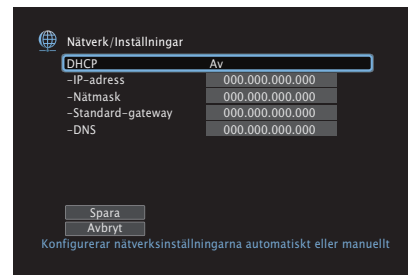 Nätverk/Inställningar
DHCP Av
-IP-adress 000.000.000.000
-Nätmask 000.000.000.000
-Standard-gateway 000.000.000.000
-DNS 000.000.000.000
Spara
Avbryt
Konfigurerar nätverksinställningarna automatiskt eller manuellt